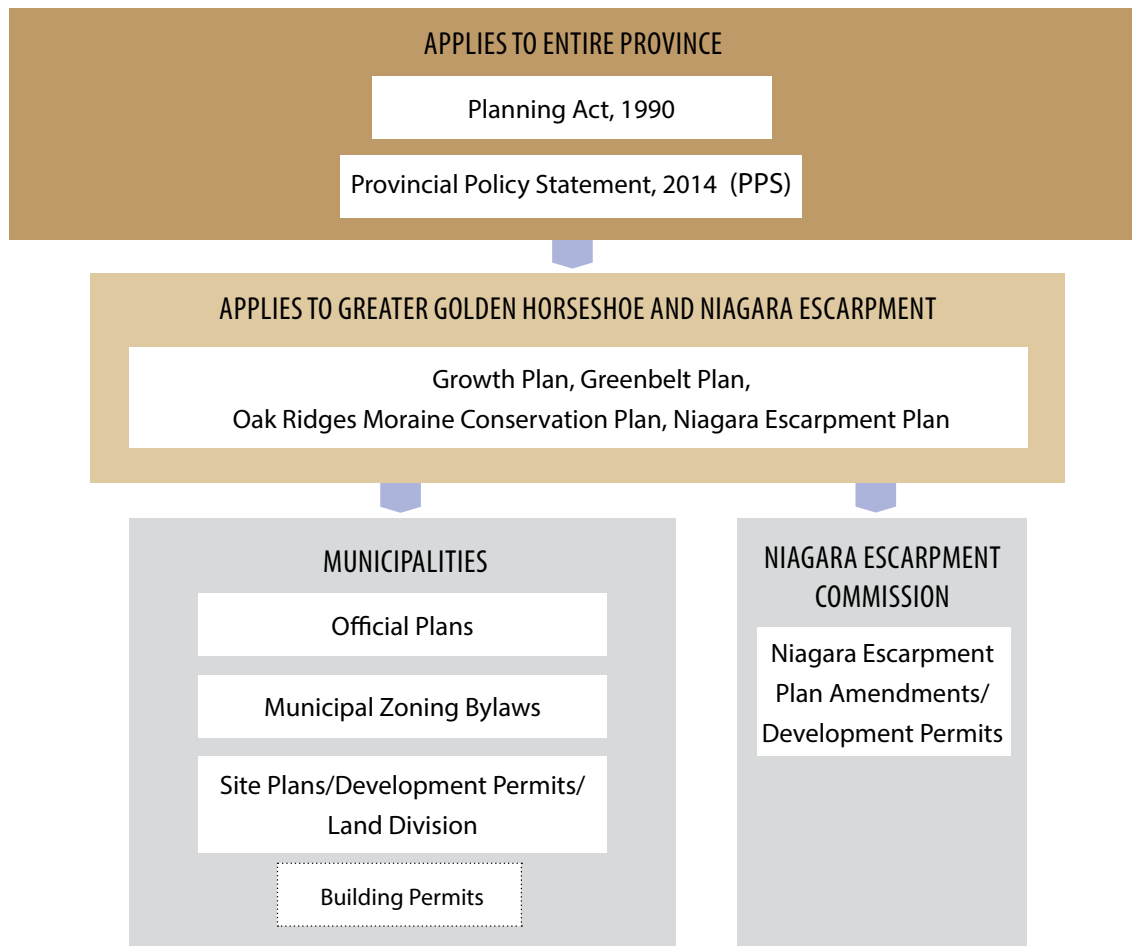 APPLIES TO ENTIRE PROVINCE
Planning Act, 1990
Provincial Policy Statement, 2014 (PPS)
APPLIES TO GREATER GOLDEN HORSESHOE AND NIAGARA ESCARPMENT
Growth Plan, Greenbelt Plan,
Oak Ridges Moraine Conservation Plan, Niagara Escarpment Plan
MUNICIPALITIES
Official Plans
Municipal Zoning Bylaws
Site Plans/Development Permits/
Land Division
Building Permits
NIAGARA ESCARPMENT
COMMISSION
Niagara Escarpment
Plan Amendments/
Development Permits